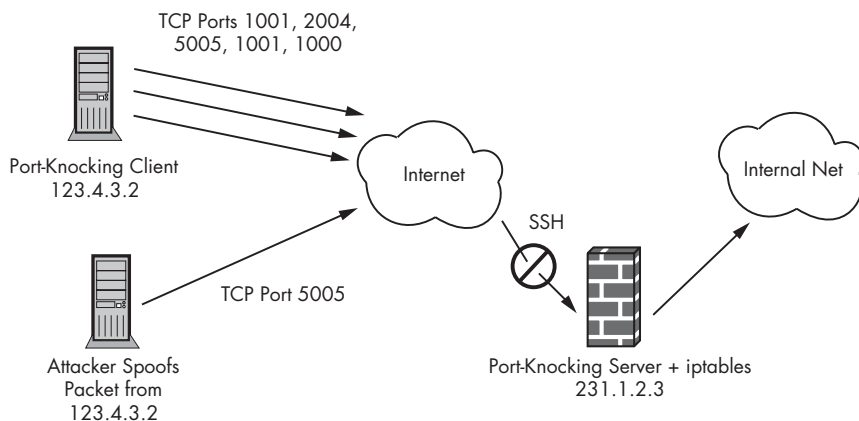 TCP Ports 1001, 2004,
5005, 1001, 1000
Port-Knocking Client
123.4.3.2
Internet
Internal Net
SSH
TCP Port 5005
Attacker Spoofs
Packet from
123.4.3.2
Port-Knocking Server + iptables
231.1.2.3